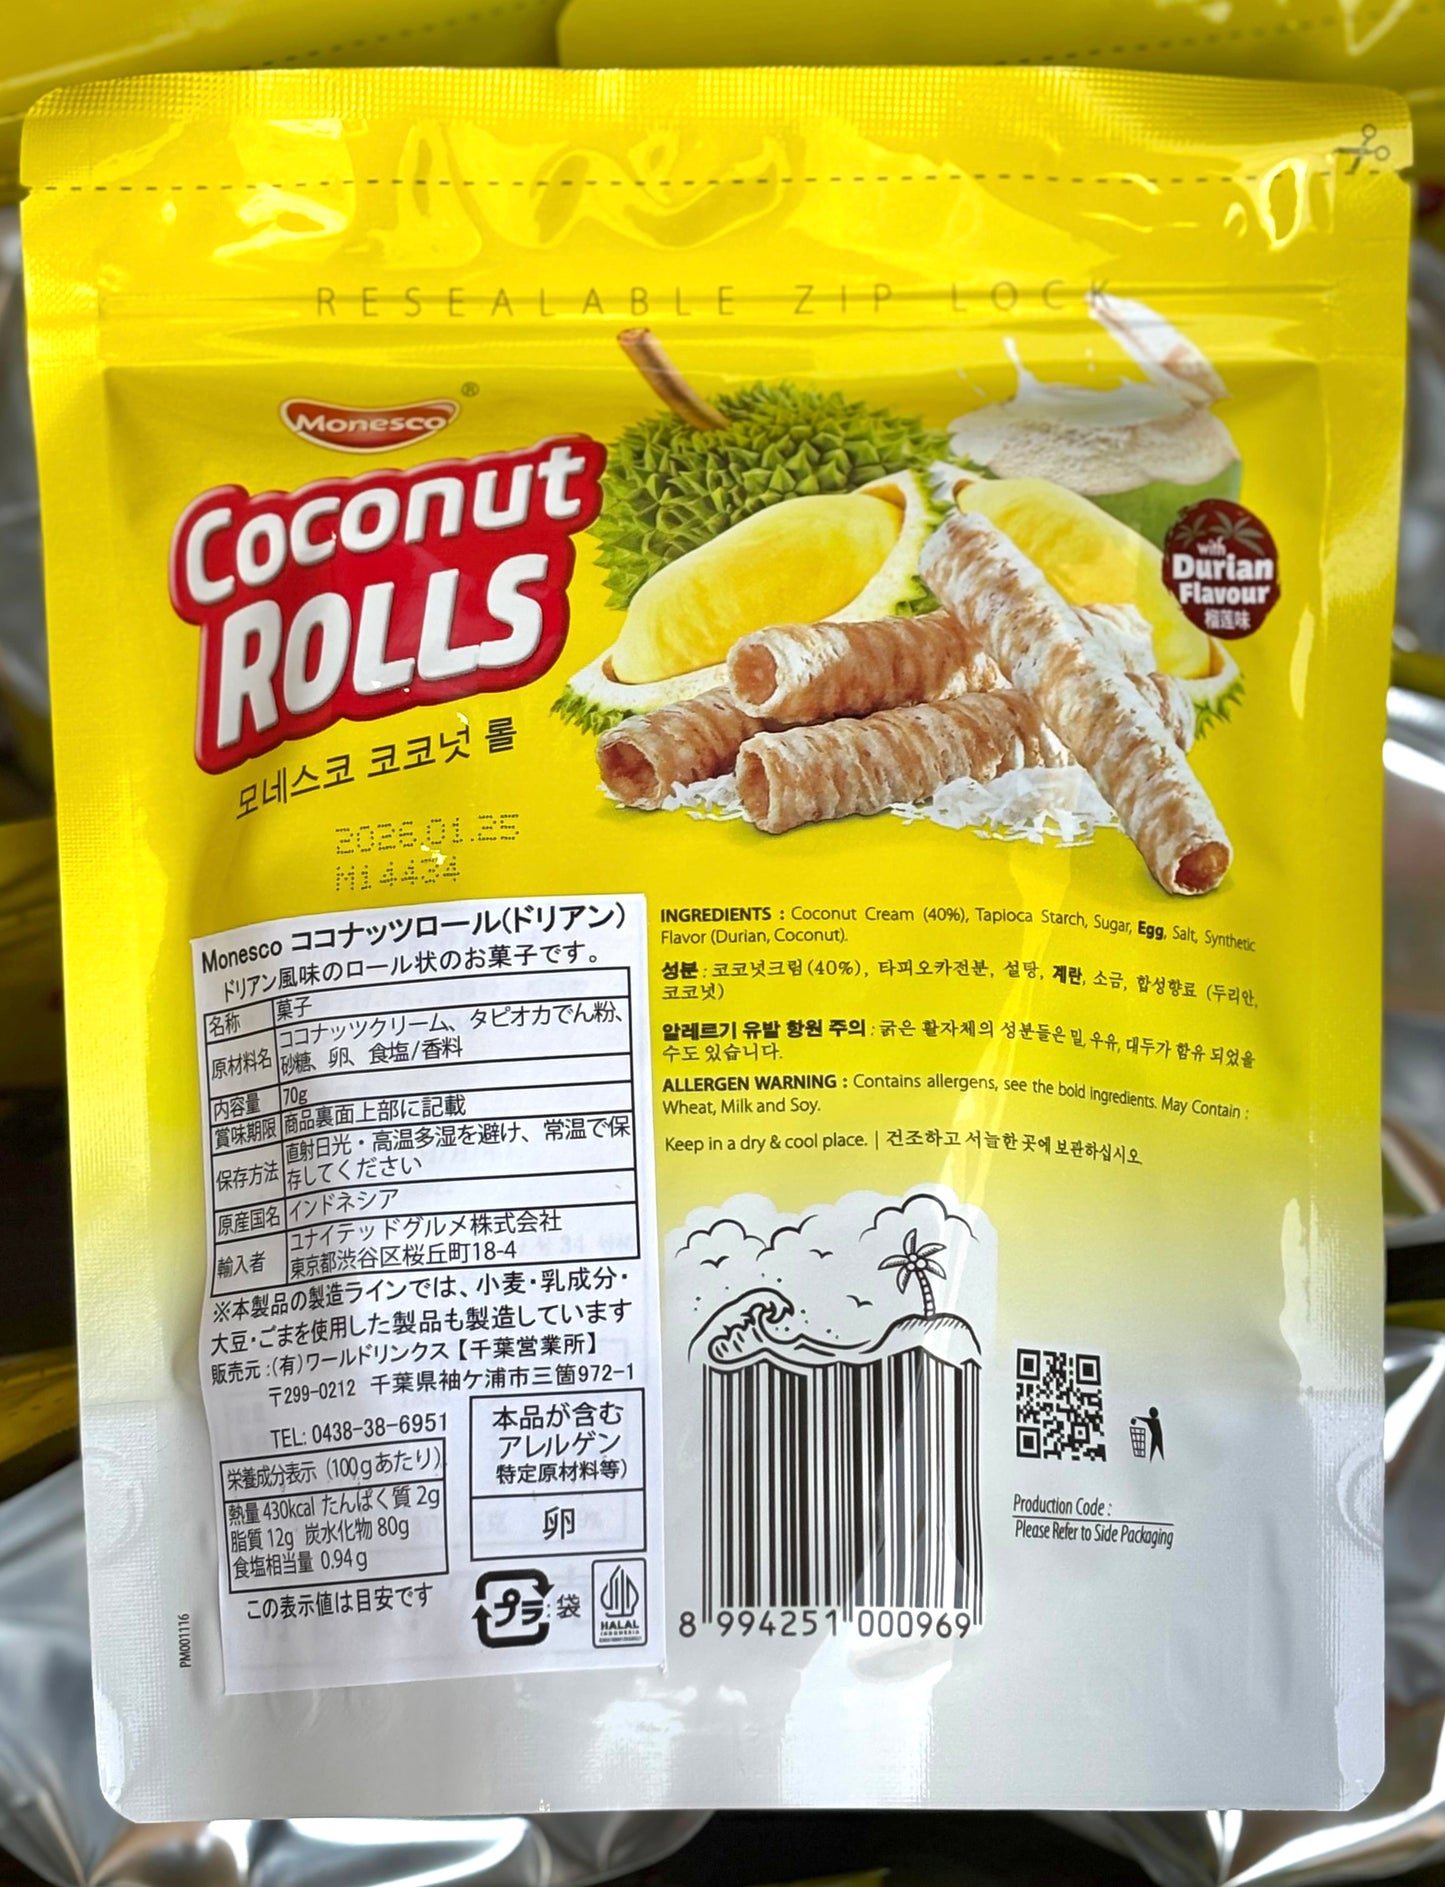 RESEALABLE ZIP LOCK
Monesco®
Coconut
ROLLS
모네스코 코코넛 롤
with
Durian
Flavour
榴莲味
M14424
Monesco ココナッツロール(ドリアン)
ドリアン風味のロール状のお菓子です。
名称 菓子
原材料名 ココナッツクリーム、タピオカでん粉、
砂糖、卵、食塩/香料
内容量 70g
賞味期限 商品裏面上部に記載
保存方法 直射日光・高温多湿を避け、常温で保
存してください
原産国名 インドネシア
輸入者 ユナイテッドグルメ株式会社
東京都渋谷区桜丘町18-4
※本製品の製造ラインでは、小麦・乳成分・
大豆・ごまを使用した製品も製造しています
販売元:(有)ワールドリンクス【千葉営業所】
〒299-0212 千葉県袖ケ浦市三箇972-1
TEL: 0438-38-6951
栄養成分表示(100gあたり)
熱量 430kcal たんぱく質 2g
脂質 12g 炭水化物 80g
食塩相当量 0.94g
この表示値は目安です
本品が含む
アレルゲン
特定原材料等)
卵
プラ:袋
HALAL
INDONESIA
PM001116
INGREDIENTS : Coconut Cream (40%), Tapioca Starch, Sugar, Egg, Salt, Synthetic
Flavor (Durian, Coconut).
성분 : 코코넛크림(40%), 타피오카전분, 설탕, 계란, 소금, 합성향료 (두리안,
코코넛)
알레르기 유발 항원 주의 : 굵은 활자체의 성분들은 밀, 우유, 대두가 함유 되었을
수도 있습니다.
ALLERGEN WARNING : Contains allergens, see the bold ingredients. May Contain :
Wheat, Milk and Soy.
Keep in a dry & cool place. | 건조하고 서늘한 곳에 보관하십시오
8 994251 000969
Production Code :
Please Refer to Side Packaging